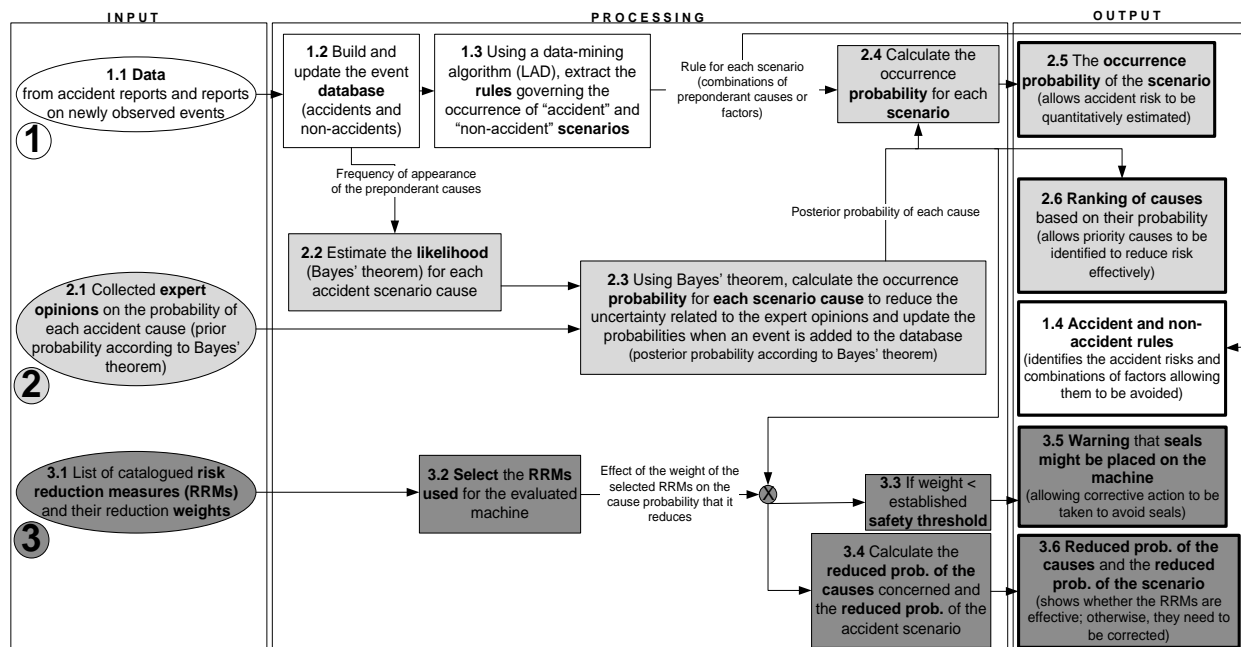 INPUT
PROCESSING
OUTPUT
1.1 Data
from accident reports and reports
on newly observed events
1
1.2 Build and
update the event
database
(accidents and
non-accidents)
1.3 Using a data-mining
algorithm (LAD), extract the
rules governing the
occurrence of “accident” and
“non-accident” scenarios
Rule for each scenario
(combinations of
preponderant causes or
factors)
2.4 Calculate the
occurrence
probability for each
scenario
2.5 The occurrence
probability of the scenario
(allows accident risk to be
quantitatively estimated)
Frequency of appearance
of the preponderant causes
Posterior probability of each cause
2.6 Ranking of causes
based on their probability
(allows priority causes to be
identified to reduce risk
effectively)
2.1 Collected expert
opinions on the probability of
each accident cause (prior
probability according to Bayes’
theorem)
2
2.2 Estimate the likelihood
(Bayes’ theorem) for each
accident scenario cause
2.3 Using Bayes’ theorem, calculate the occurrence
probability for each scenario cause to reduce the
uncertainty related to the expert opinions and update the
probabilities when an event is added to the database
(posterior probability according to Bayes’ theorem)
1.4 Accident and non-
accident rules
(identifies the accident risks and
combinations of factors allowing
them to be avoided)
3.1 List of catalogued risk
reduction measures (RRMs)
and their reduction weights
3
3.2 Select the RRMs
used for the evaluated
machine
Effect of the weight of the
selected RRMs on the
cause probability that it
reduces
X
3.3 If weight <
established
safety threshold
3.5 Warning that seals
might be placed on the
machine
(allowing corrective action to be
taken to avoid seals)
3.4 Calculate the
reduced prob. of the
causes concerned and
the reduced prob. of the
accident scenario
3.6 Reduced prob. of the
causes and the reduced
prob. of the scenario
(shows whether the RRMs are
effective; otherwise, they need to
be corrected)